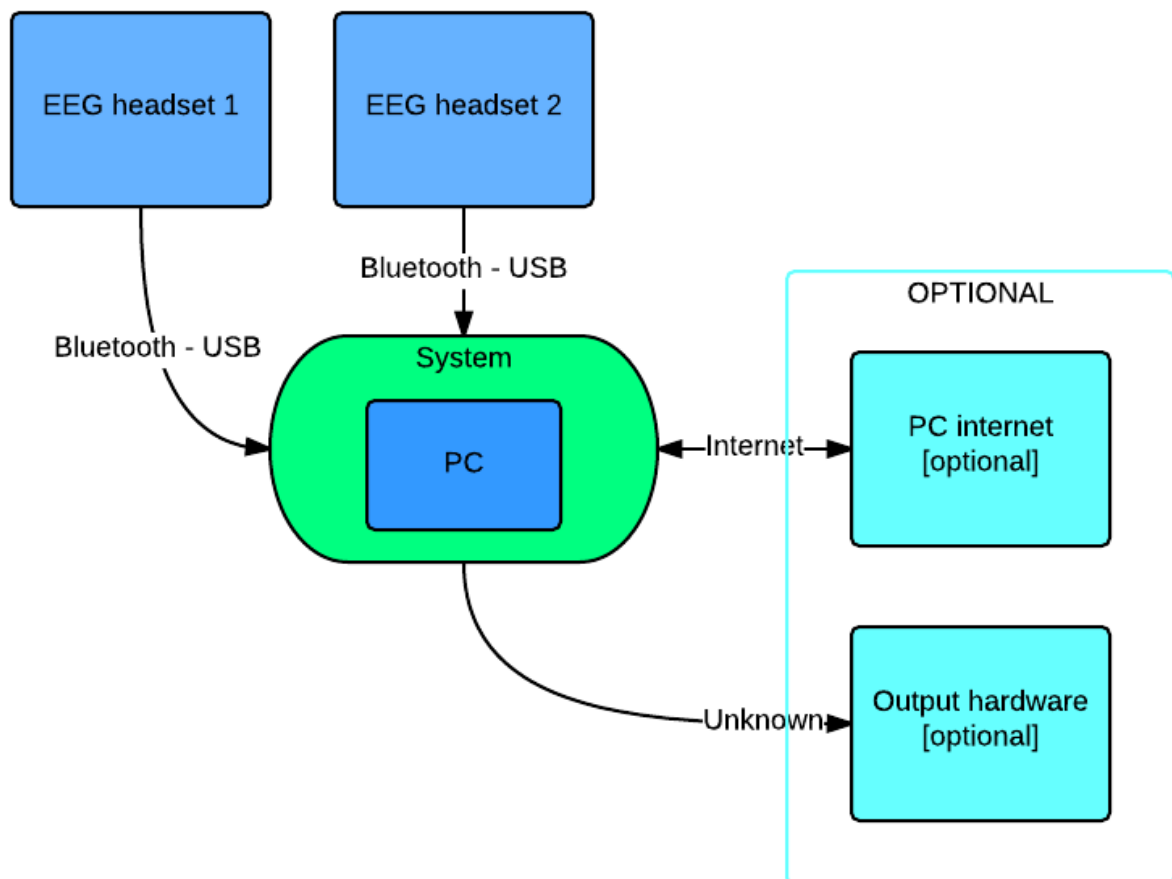 EEG headset 1
EEG headset 2
Bluetooth - USB
Bluetooth - USB
OPTIONAL
System
PC
Internet
PC internet
[optional]
Unknown
Output hardware
[optional]